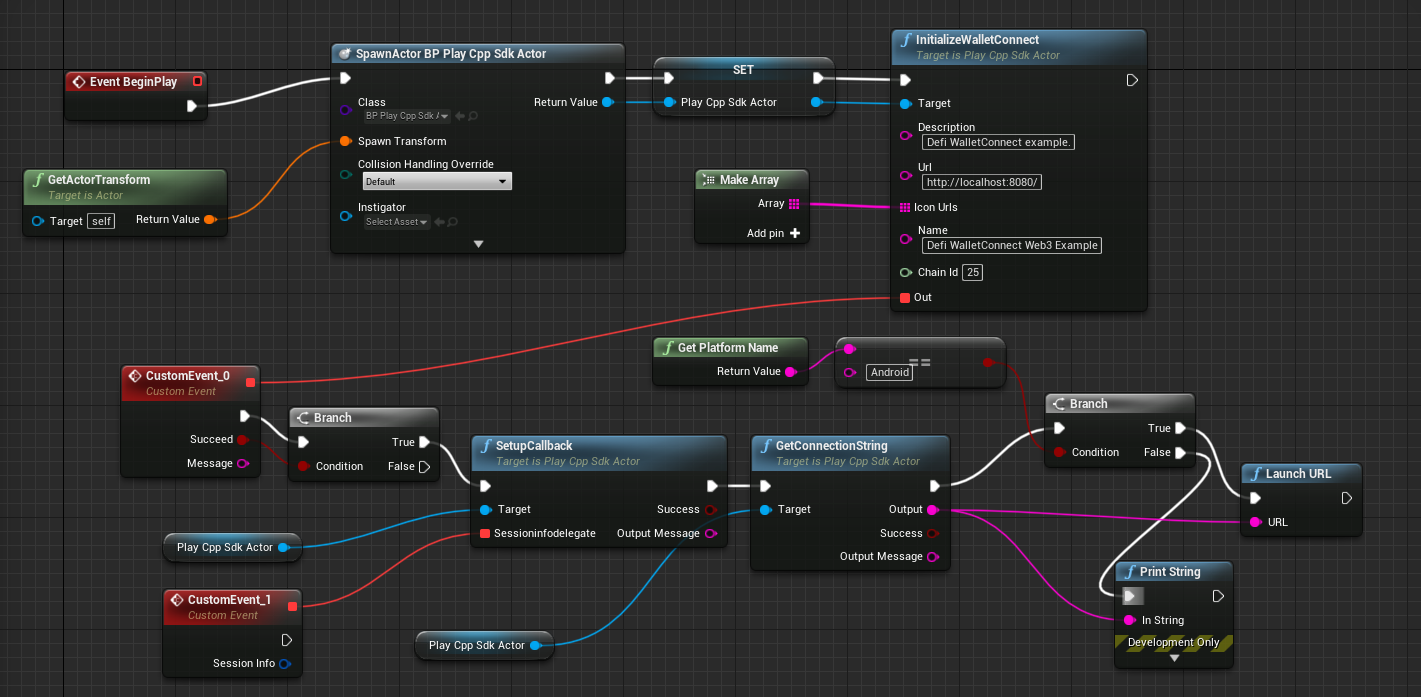 Event BeginPlay
SpawnActor BP Play Cpp Sdk Actor
Class
BP Play Cpp Sdk /
Return Value
Spawn Transform
Collision Handling Override
Default
Instigator
Select Asset
SET
Play Cpp Sdk Actor
InitializeWalletConnect
Target is Play Cpp Sdk Actor
Target
Description
Defi WalletConnect example.
Url
http://localhost:8080/
Icon Urls
Name
Defi WalletConnect Web3 Example
Chain Id 25
Out
GetActorTransform
Target is Actor
Target self
Return Value
Make Array
Array
Add pin
CustomEvent_0
Custom Event
Succeed
Message
Branch
True
Condition
False
SetupCallback
Target is Play Cpp Sdk Actor
Target
Success
Sessioninfodelegate
Output Message
Get Platform Name
Return Value
==
Android
GetConnectionString
Target is Play Cpp Sdk Actor
Target
Output
Success
Output Message
Branch
True
Condition
False
Launch URL
URL
Play Cpp Sdk Actor
CustomEvent_1
Custom Event
Session Info
Play Cpp Sdk Actor
Print String
In String
Development Only